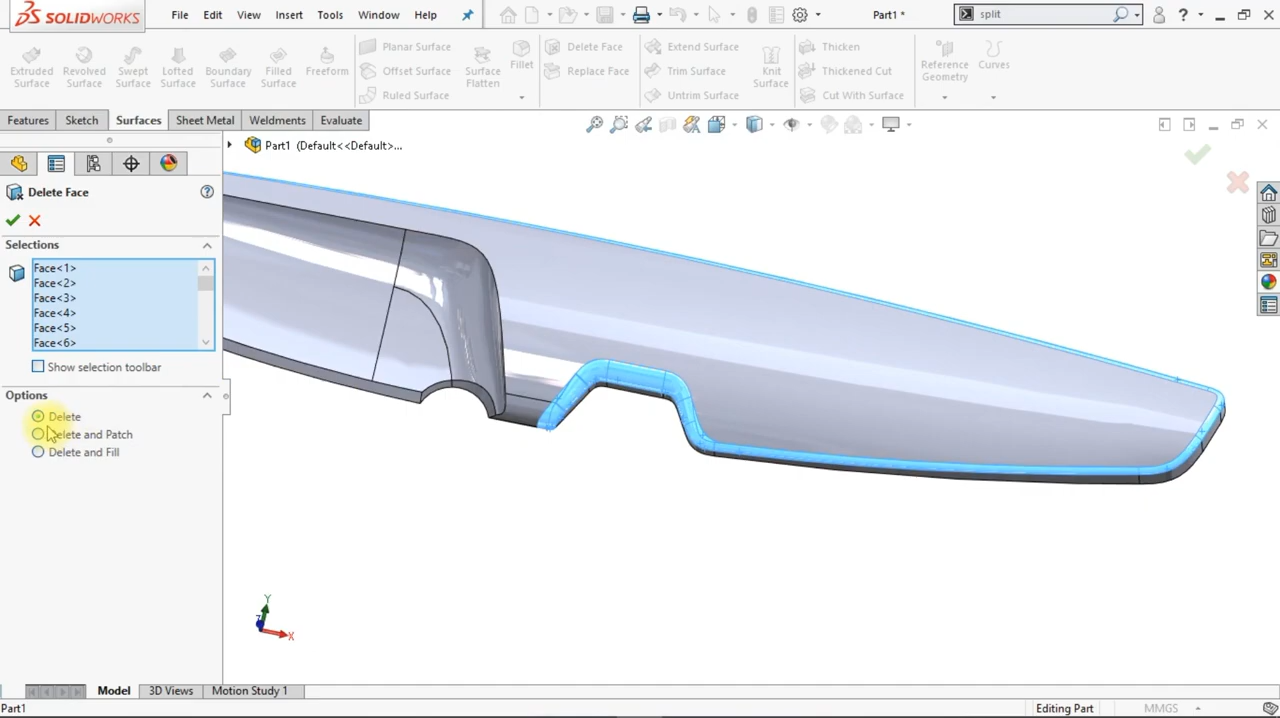 SOLIDWORKS File Edit View Insert Tools Window Help Part1 * split ?
Extruded Surface
Revolved Surface
Swept Surface
Lofted Surface
Boundary Surface
Filled Surface
Freeform
Planar Surface
Offset Surface
Ruled Surface
Surface Flatten
Fillet
Delete Face
Replace Face
Extend Surface
Trim Surface
Untrim Surface
Knit Surface
Thicken
Thickened Cut
Cut With Surface
Reference Geometry
Curves
Features Sketch Surfaces Sheet Metal Weldments Evaluate
Part1 (Default<<Default>...
Delete Face ?
Selections
Face<1>
Face<2>
Face<3>
Face<4>
Face<5>
Face<6>
Show selection toolbar
Options
Delete
Delete and Patch
Delete and Fill
Y
Z
X
Model 3D Views Motion Study 1
Part1 Editing Part MMGS